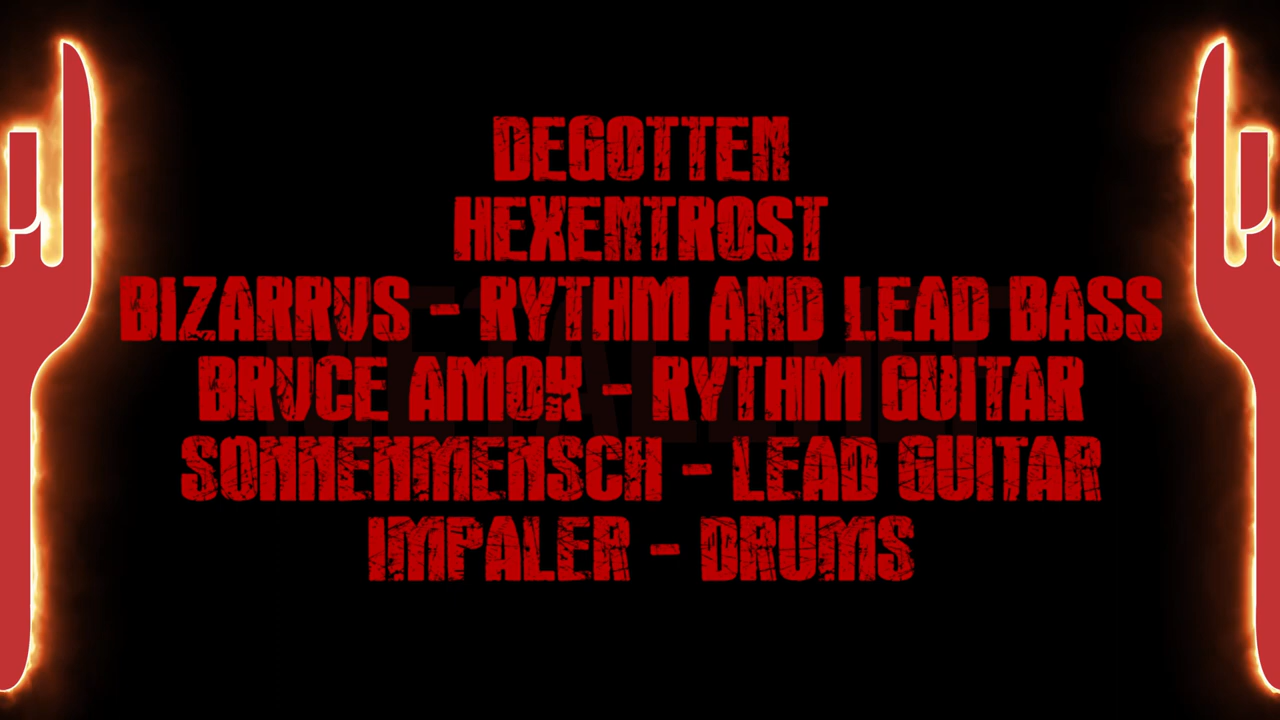 DEGOTTEN
HEXENTROST
BIZARRUS - RYTHM AND LEAD BASS
BRUCE AMOK - RYTHM GUITAR
SONNENMENSCH - LEAD GUITAR
IMPALER - DRUMS